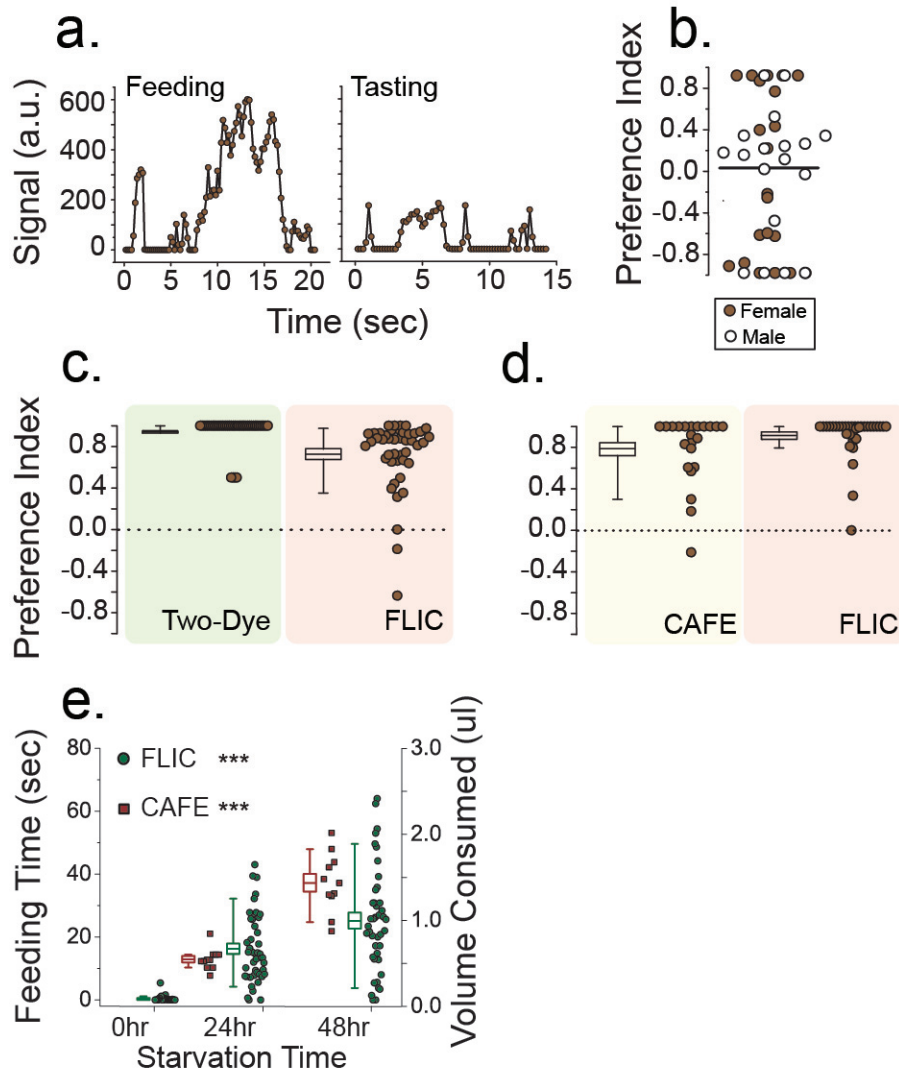 a.
Feeding
Tasting
Signal (a.u.)
600
400
200
0
0 5 10 15 20
0 5 10 15
Time (sec)
b.
Preference Index
0.8
0.4
0.0
-0.4
-0.8
Female
Male
c.
Preference Index
0.8
0.4
0.0
-0.4
-0.8
Two-Dye
FLIC
d.
0.8
0.4
0.0
-0.4
-0.8
CAFE
FLIC
e.
Feeding Time (sec)
80
60
40
20
0
FLIC ***
CAFE ***
3.0
2.0
1.0
0.0
Volume Consumed (ul)
0hr 24hr 48hr
Starvation Time